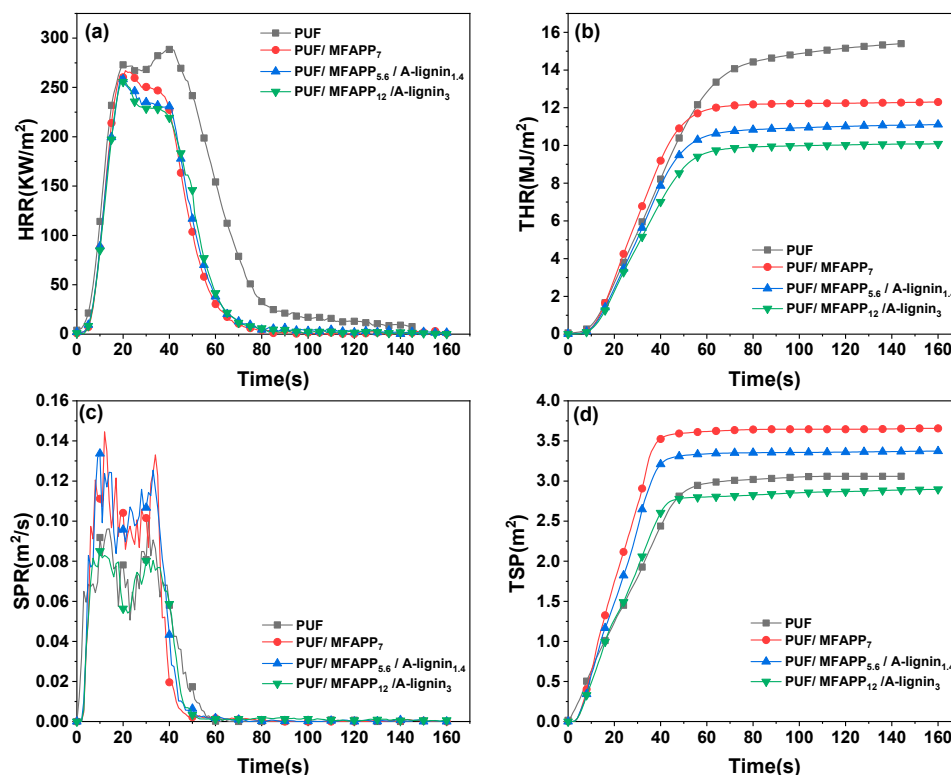 (a)
PUF
PUF/ MFAPP7
PUF/ MFAPP5.6 / A-lignin1.4
PUF/ MFAPP12 /A-lignin3
HRR(KW/m2)
300
250
200
150
100
50
0
0 20 40 60 80 100 120 140 160
Time(s)
(b)
THR(MJ/m2)
16
14
12
10
8
6
4
2
0
PUF
PUF/ MFAPP7
PUF/ MFAPP5.6 / A-lignin1.4
PUF/ MFAPP12 /A-lignin3
0 20 40 60 80 100 120 140 160
Time(s)
(c)
SPR(m2/s)
0.16
0.14
0.12
0.10
0.08
0.06
0.04
0.02
0.00
PUF
PUF/ MFAPP7
PUF/ MFAPP5.6 / A-lignin1.4
PUF/ MFAPP12 /A-lignin3
0 20 40 60 80 100 120 140 160
Time(s)
(d)
TSP(m2)
4.0
3.5
3.0
2.5
2.0
1.5
1.0
0.5
0.0
PUF
PUF/ MFAPP7
PUF/ MFAPP5.6 / A-lignin1.4
PUF/ MFAPP12 /A-lignin3
0 20 40 60 80 100 120 140 160
Time(s)